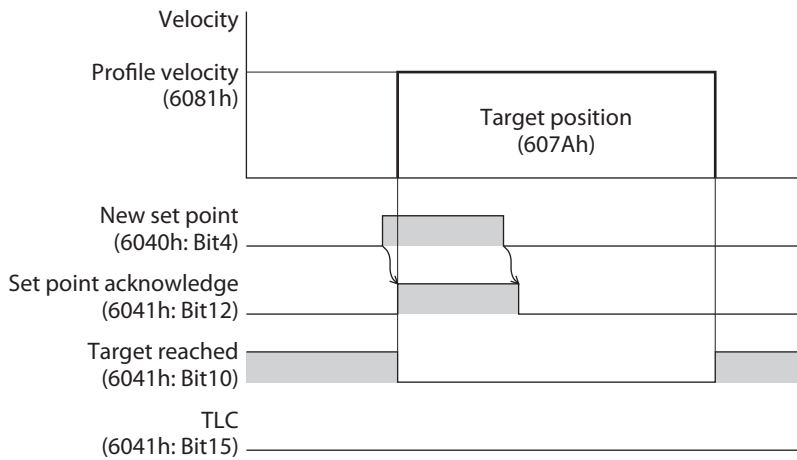 Velocity
Profile velocity
(6081h)
Target position
(607Ah)
New set point
(6040h: Bit4)
Set point acknowledge
(6041h: Bit12)
Target reached
(6041h: Bit10)
TLC
(6041h: Bit15)